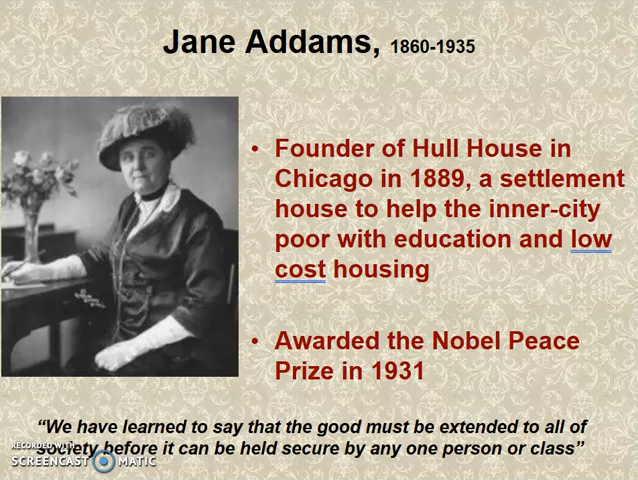 Jane Addams, 1860-1935
• Founder of Hull House in
Chicago in 1889, a settlement
house to help the inner-city
poor with education and low
cost housing
• Awarded the Nobel Peace
Prize in 1931
“We have learned to say that the good must be extended to all of
society before it can be held secure by any one person or class”
RECORDED WITH
SCREENCAST MATIC